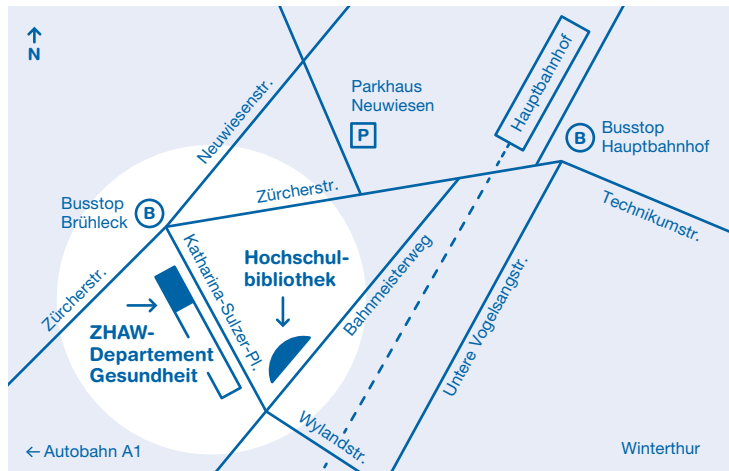 N
Neuwiesenstr.
Parkhaus
Neuwiesen
P
Hauptbahnhof
B
Busstop
Hauptbahnhof
Busstop
Brühleck
B
Zürcherstr.
Technikumstr.
Zürcherstr.
Katharina-Sulzer-Pl.
Hochschul-
bibliothek
Bahnmeisterweg
Untere Vogelsangstr.
ZHAW-
Departement
Gesundheit
Wylandstr.
← Autobahn A1
Winterthur